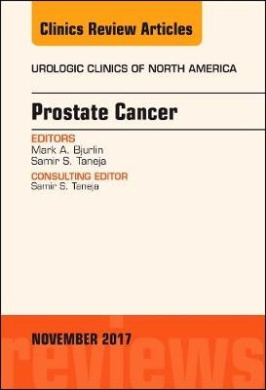 Clinics Review Articles
UROLOGIC CLINICS OF NORTH AMERICA
Prostate Cancer
EDITORS
Mark A. Bjurlin
Samir S. Taneja
CONSULTING EDITOR
Samir S. Taneja
NOVEMBER 2017
reviews